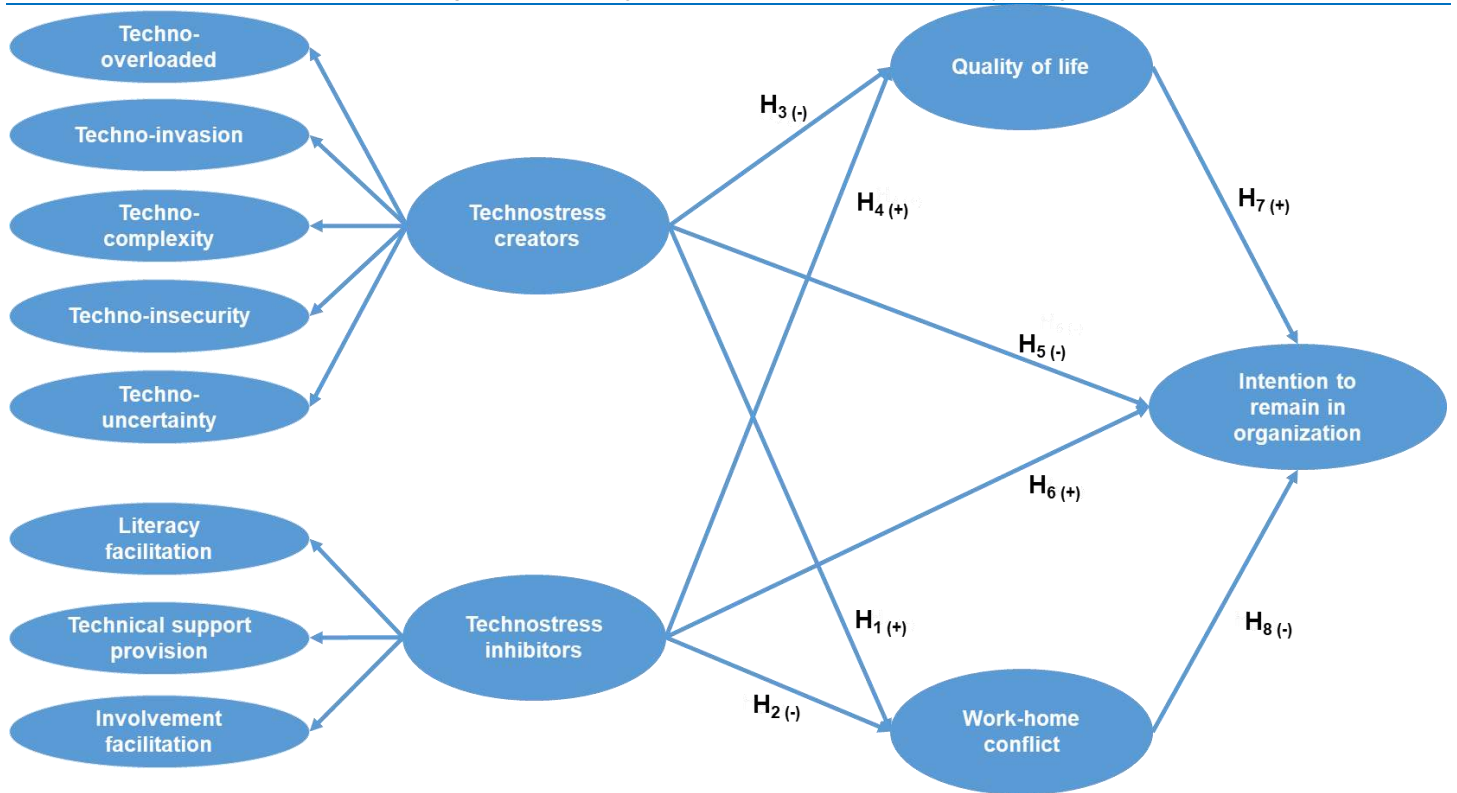 Techno-
overloaded
Techno-invasion
Techno-
complexity
Techno-insecurity
Techno-
uncertainty
Literacy
facilitation
Technical support
provision
Involvement
facilitation
Technostress
creators
Technostress
inhibitors
H3 (-)
H4 (+)
H5 (-)
H6 (+)
H1 (+)
H2 (-)
Quality of life
Work-home
conflict
H7 (+)
H8 (-)
Intention to
remain in
organization